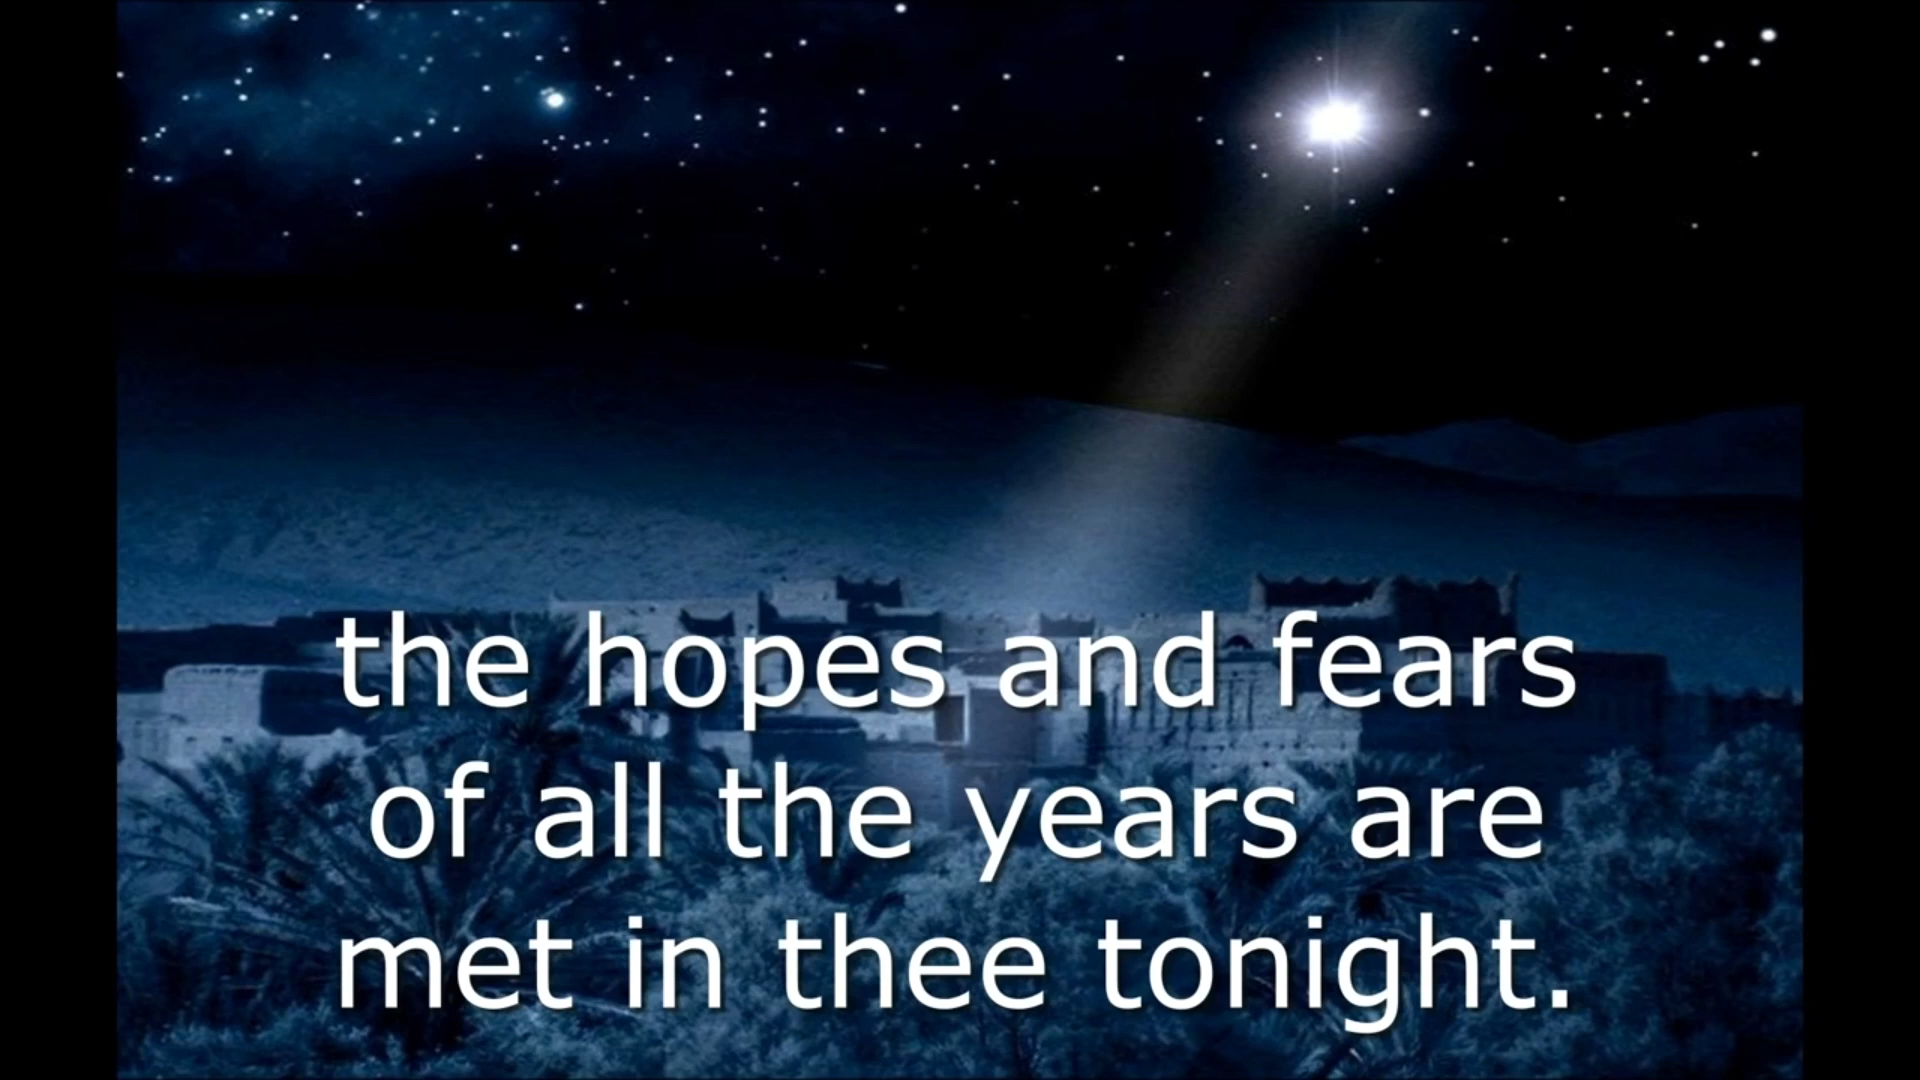 the hopes and fears
of all the years are
met in thee tonight.